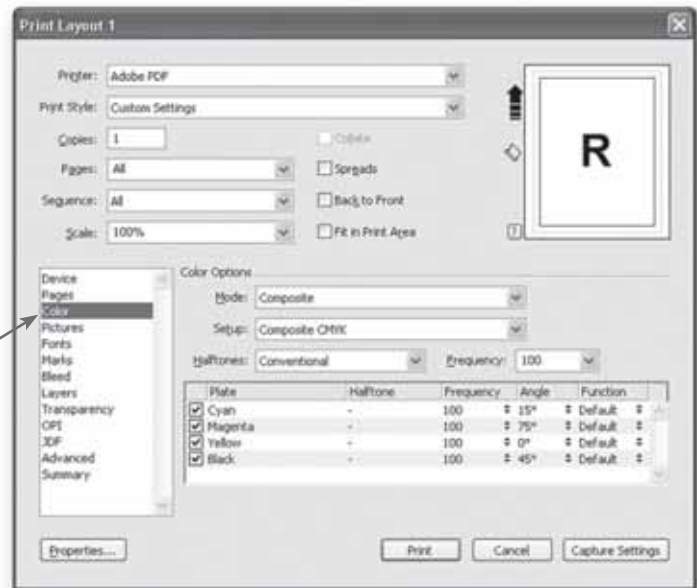 Print Layout 1
Printer: Adobe PDF
Print Style: Custom Settings
Copies: 1 Collate
Pages: All Spreads
Sequence: All Back to Front
Scale: 100% Fit in Print Area
R
Device
Pages
Color
Pictures
Fonts
Marks
Bleed
Layers
Transparency
OPI
JDF
Advanced
Summary
Color Options
Mode: Composite
Setup: Composite CMYK
Halftones: Conventional Frequency: 100
Plate Halftone Frequency Angle Function
Cyan - 100 15° Default
Magenta - 100 75° Default
Yellow - 100 0° Default
Black - 100 45° Default
Properties... Print Cancel Capture Settings